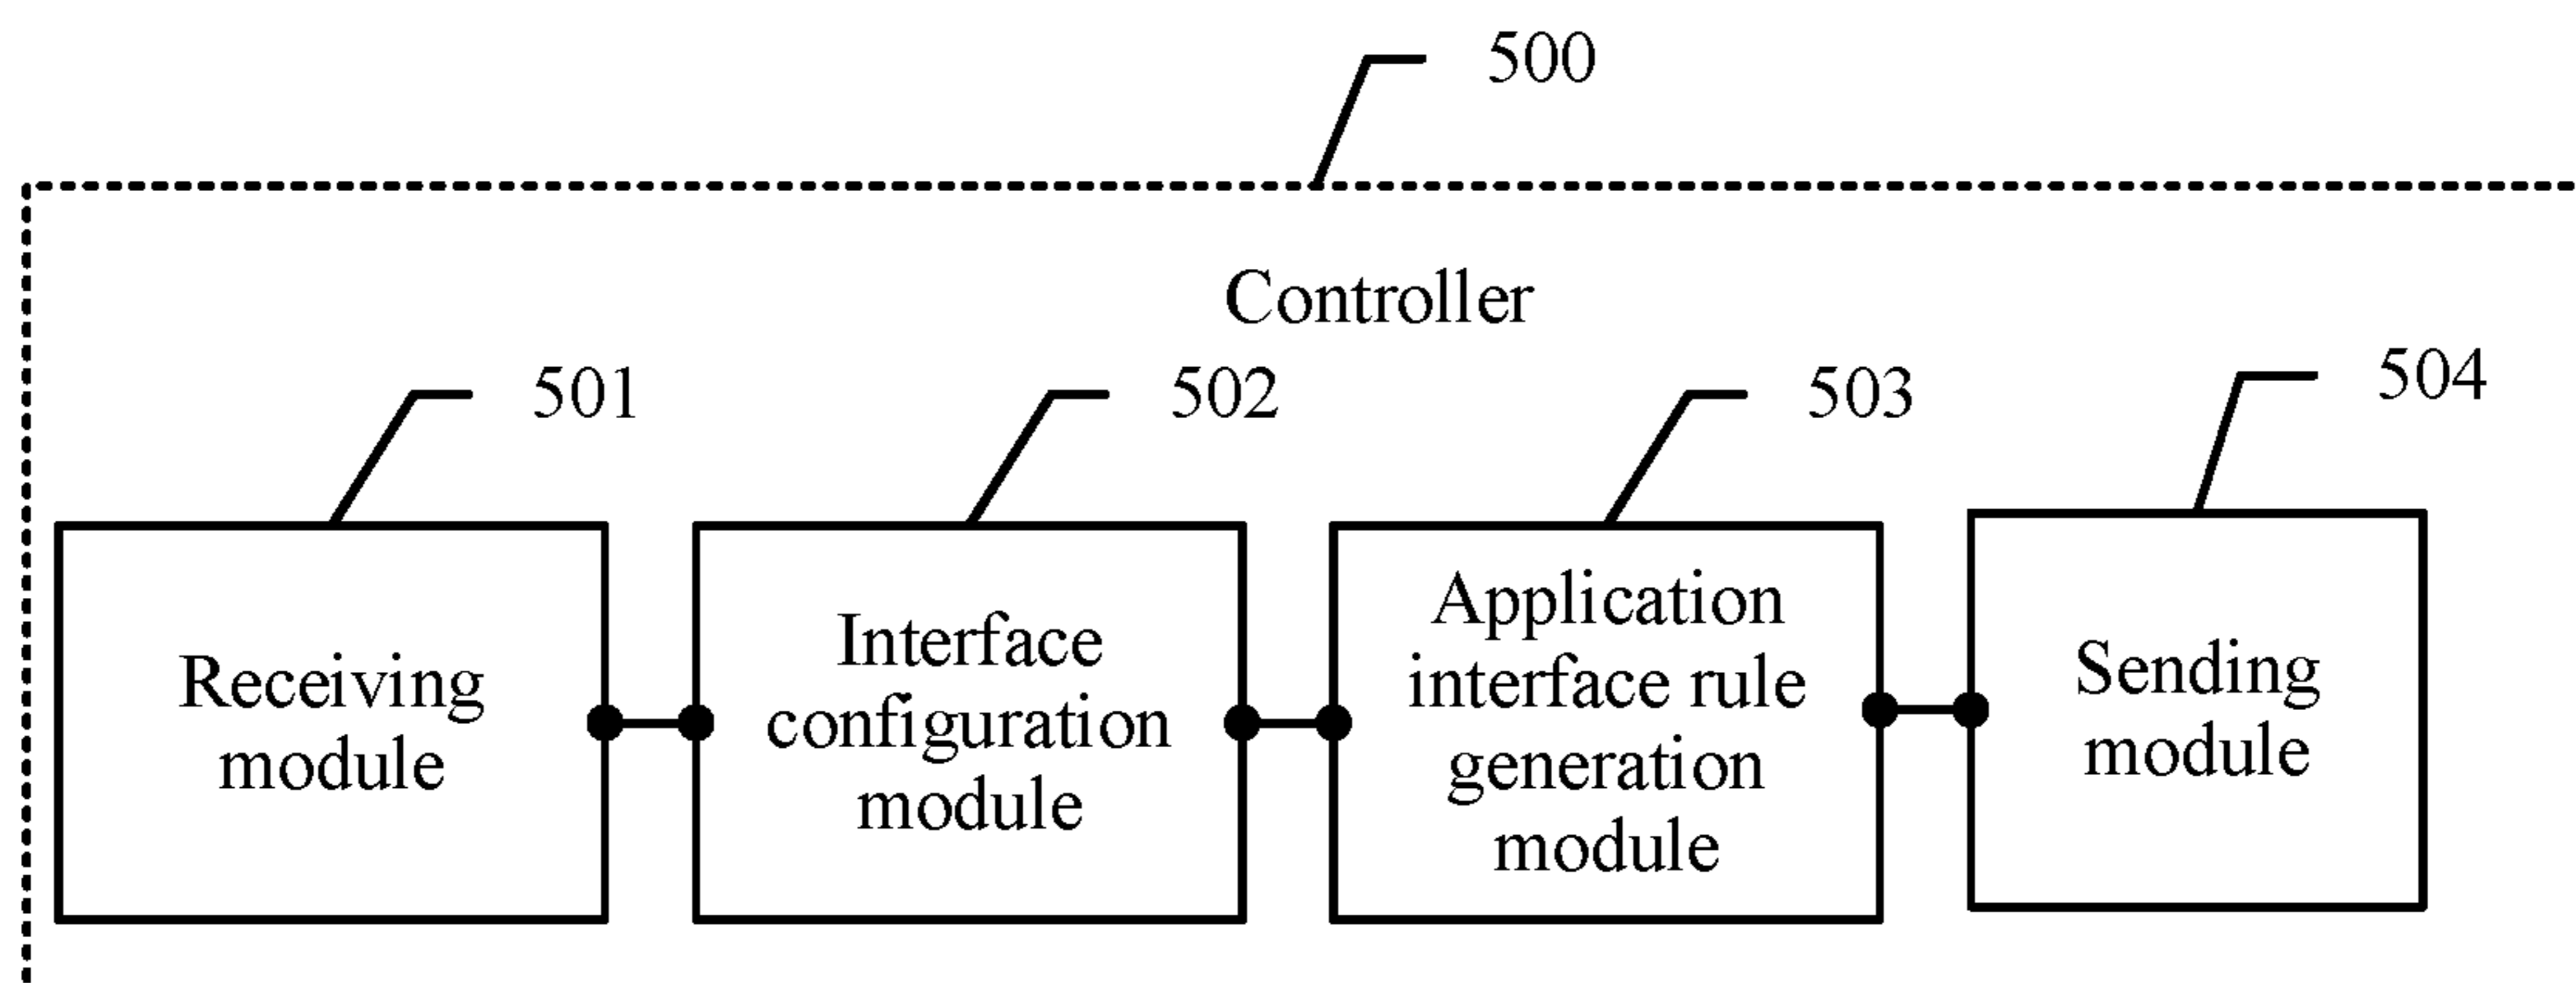 500
Controller
501
502
503
504
Receiving
module
Interface
configuration
module
Application
interface rule
generation
module
Sending
module